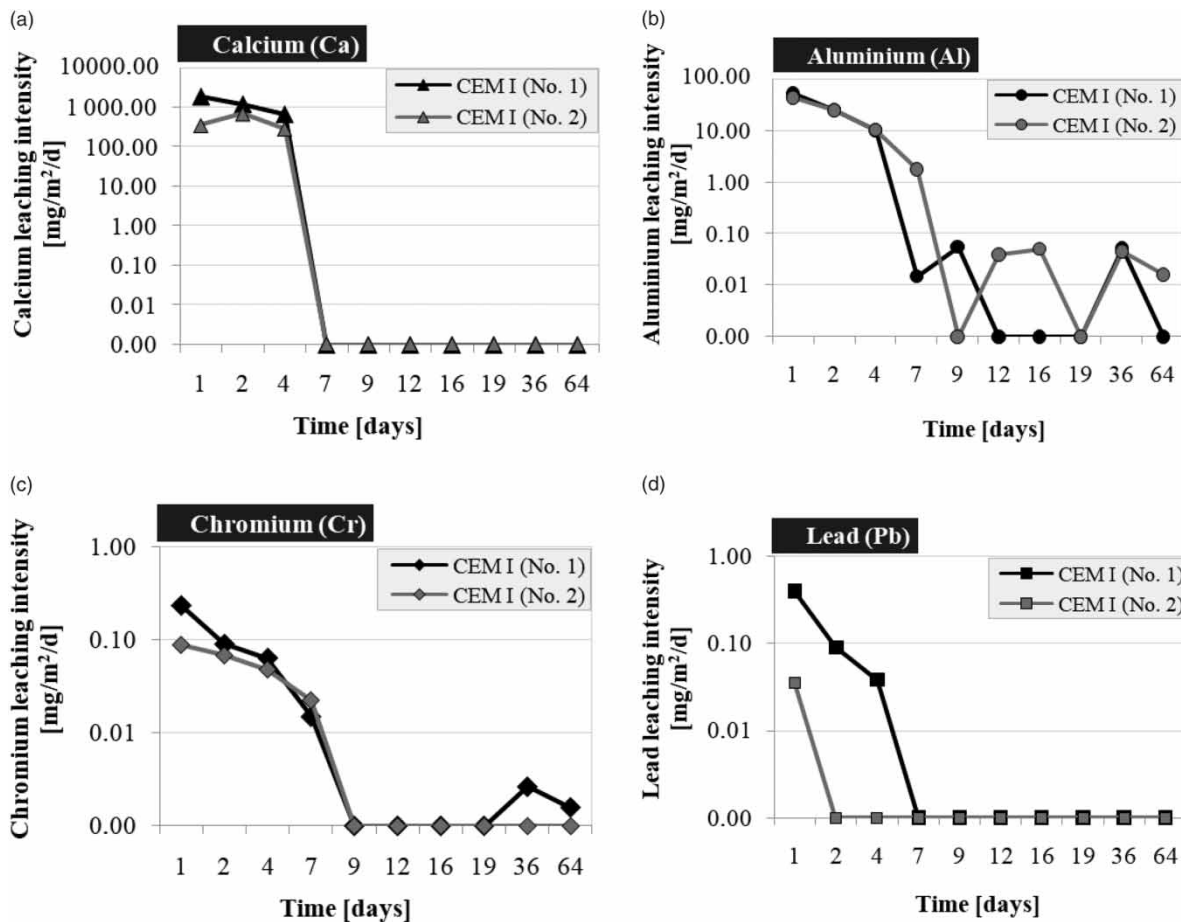 (a)
Calcium (Ca)
Calcium leaching intensity
[mg/m²/d]
10000.00
1 000.00
100.00
10.00
1.00
0.10
0.01
0.00
CEM I (No. 1)
CEM I (No. 2)
1 2 4 7 9 12 16 19 36 64
Time [days]
(b)
Aluminium (Al)
Aluminium leaching intensity
[mg/m²/d]
100.00
10.00
1.00
0.10
0.01
0.00
CEM I (No. 1)
CEM I (No. 2)
1 2 4 7 9 12 16 19 36 64
Time [days]
(c)
Chromium (Cr)
Chromium leaching intensity
[mg/m²/d]
1.00
0.10
0.01
0.00
CEM I (No. 1)
CEM I (No. 2)
1 2 4 7 9 12 16 19 36 64
Time [days]
(d)
Lead (Pb)
Lead leaching intensity
[mg/m²/d]
1.00
0.10
0.01
0.00
CEM I (No. 1)
CEM I (No. 2)
1 2 4 7 9 12 16 19 36 64
Time [days]